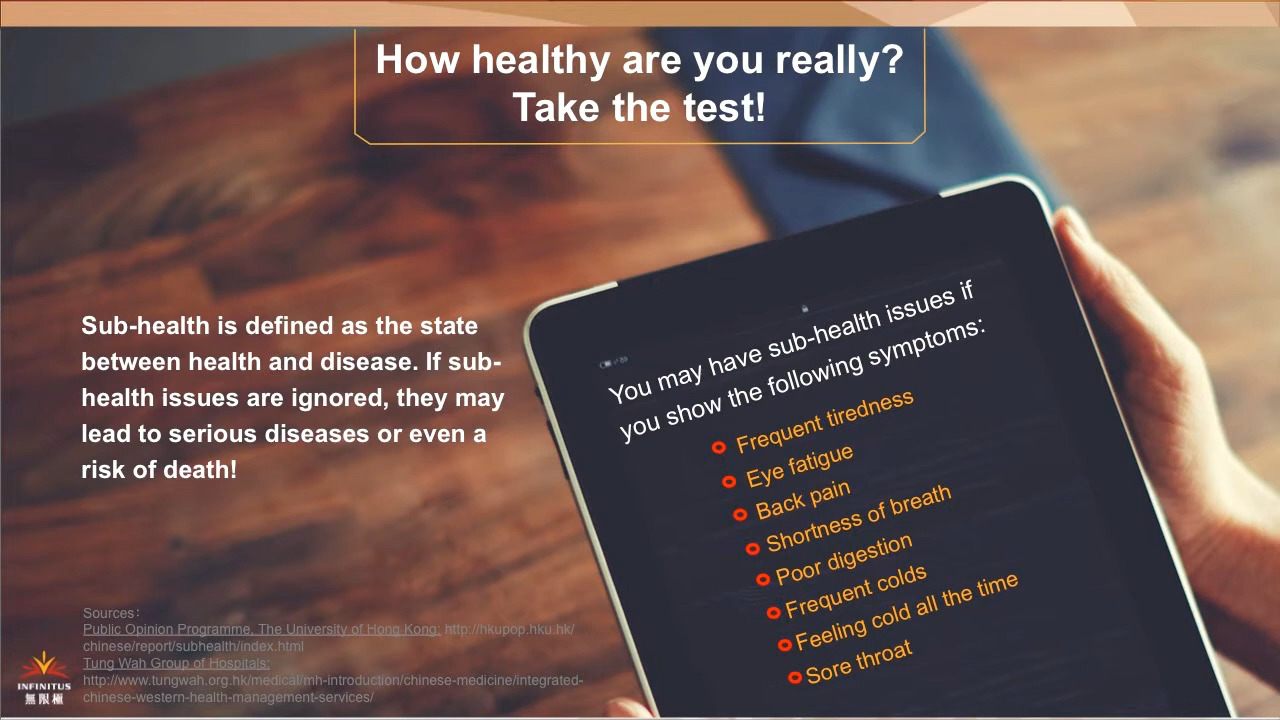 How healthy are you really?
Take the test!
Sub-health is defined as the state
between health and disease. If sub-
health issues are ignored, they may
lead to serious diseases or even a
risk of death!
You may have sub-health issues if
you show the following symptoms:
Frequent tiredness
Eye fatigue
Back pain
Shortness of breath
Poor digestion
Frequent colds
Feeling cold all the time
Sore throat
Sources：
Public Opinion Programme, The University of Hong Kong: http://hkupop.hku.hk/
chinese/report/subhealth/index.html
Tung Wah Group of Hospitals:
http://www.tungwah.org.hk/medical/mh-introduction/chinese-medicine/integrated-
chinese-western-health-management-services/
INFINITUS
無限極